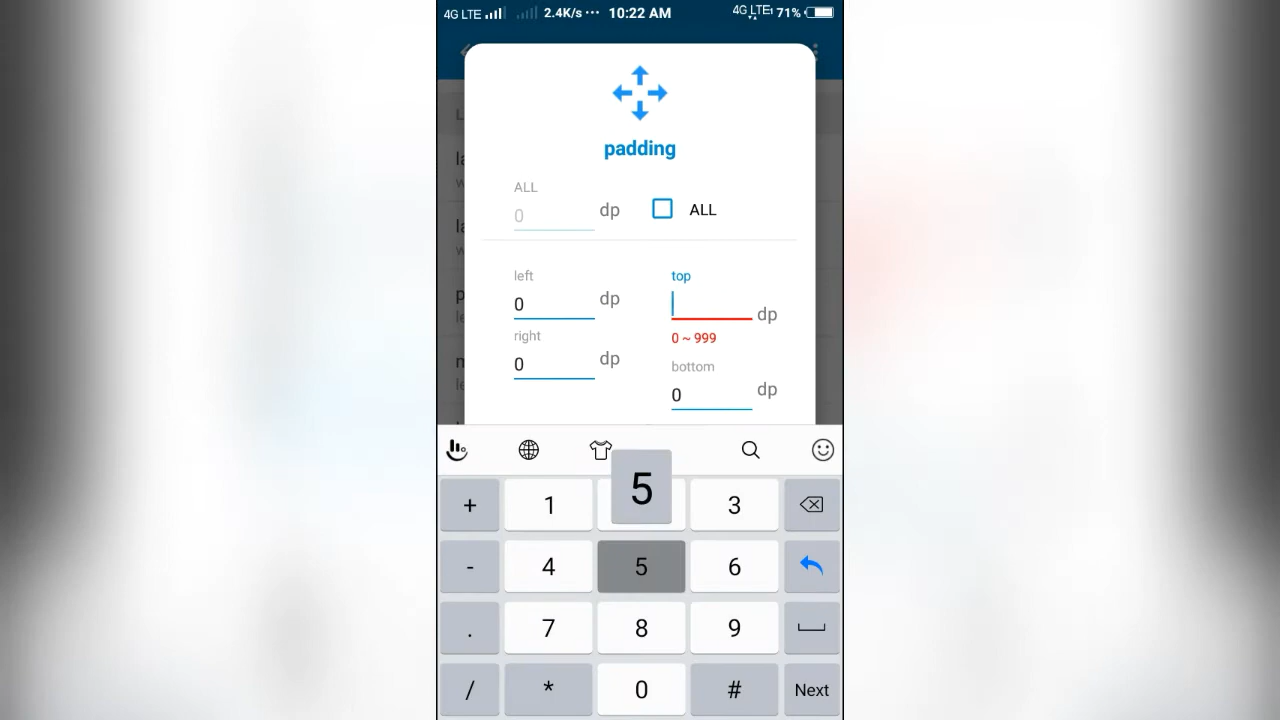 4G LTE 2.4K/s ··· 10:22 AM 4G LTE 71%
padding
ALL
0 dp ALL
left top
0 dp dp
0 ~ 999
right bottom
0 dp 0 dp
5
+ 1 3
- 4 5 6
. 7 8 9
/ * 0 # Next